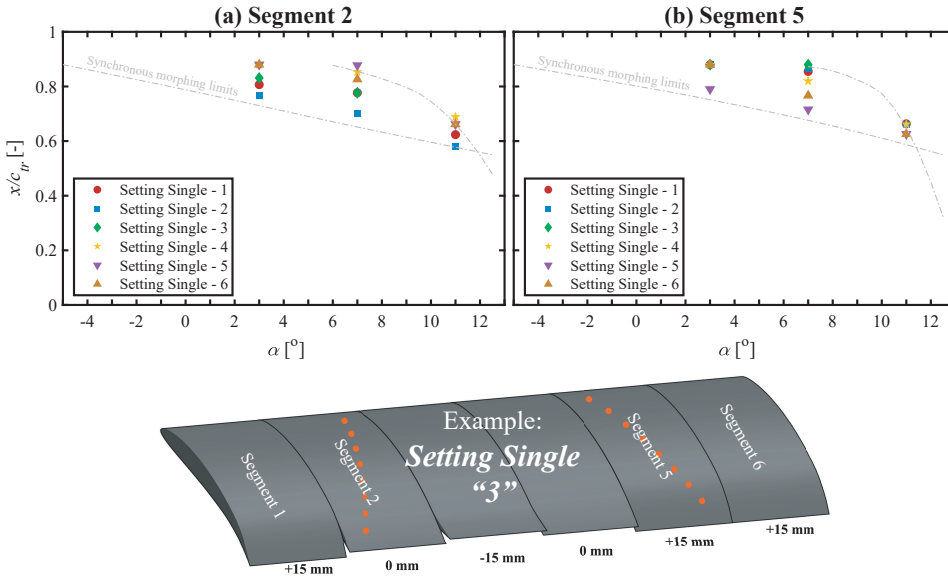 (a) Segment 2
(b) Segment 5
1
0.8
0.6
0.4
0.2
0
x/c_tr [-]
Synchronous morphing limits
Synchronous morphing limits
Setting Single - 1
Setting Single - 2
Setting Single - 3
Setting Single - 4
Setting Single - 5
Setting Single - 6
Setting Single - 1
Setting Single - 2
Setting Single - 3
Setting Single - 4
Setting Single - 5
Setting Single - 6
-4 -2 0 2 4 6 8 10 12
-4 -2 0 2 4 6 8 10 12
α [o]
α [o]
Example:
Setting Single
“3”
Segment 1
Segment 2
Segment 5
Segment 6
+15 mm
0 mm
-15 mm
0 mm
+15 mm
+15 mm